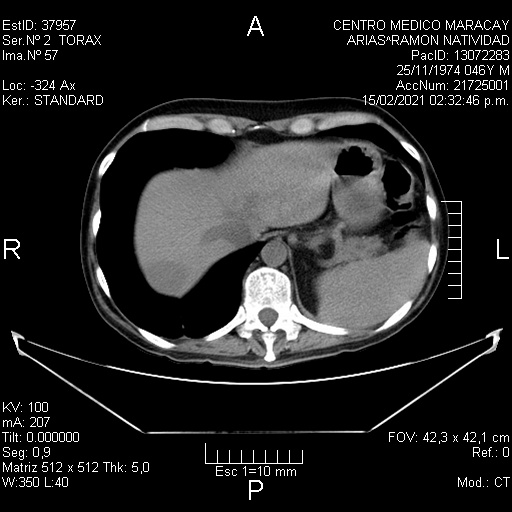 EstID: 37957
Ser.Nº 2 TORAX
Ima.Nº 57
Loc: -324 Ax
Ker.: STANDARD
A
CENTRO MEDICO MARACAY
ARIAS^RAMON NATIVIDAD
PacID: 13072283
25/11/1974 046Y M
AccNum: 21725001
15/02/2021 02:32:46 p.m.
R
L
KV: 100
mA: 207
Tilt: 0.000000
Seg: 0,9
Matriz 512 x 512 Thk: 5,0
W:350 L:40
Esc 1=10 mm
P
FOV: 42,3 x 42,1 cm
Ref.: 0
Mod.: CT